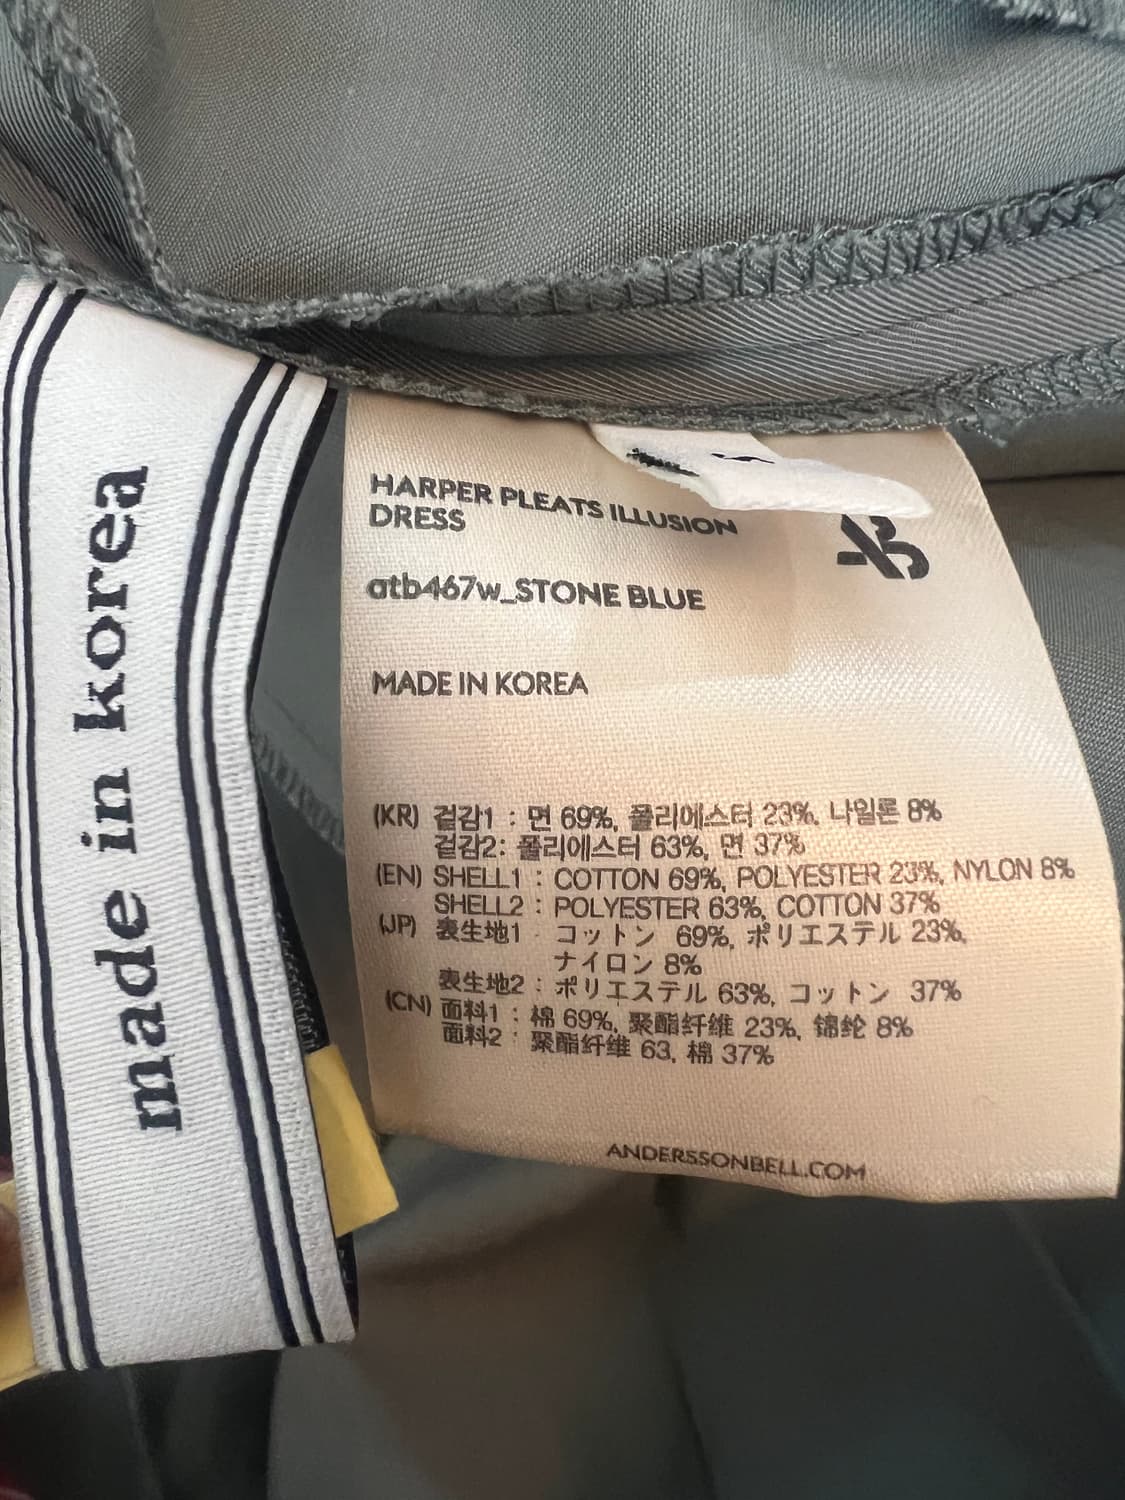 made in korea
HARPER PLEATS ILLUSION
DRESS
atb467w_STONE BLUE
MADE IN KOREA
(KR) 겉감1 : 면 69%, 폴리에스터 23%, 나일론 8%
겉감2: 폴리에스터 63%, 면 37%
(EN) SHELL1 : COTTON 69%, POLYESTER 23%, NYLON 8%
SHELL2 : POLYESTER 63%, COTTON 37%
(JP) 表生地1 : コットン 69%, ポリエステル 23%,
ナイロン 8%
表生地2 : ポリエステル 63%, コットン 37%
(CN) 面料1 : 棉 69%, 聚酯纤维 23%, 锦纶 8%
面料2 : 聚酯纤维 63, 棉 37%
ANDERSSONBELL.COM